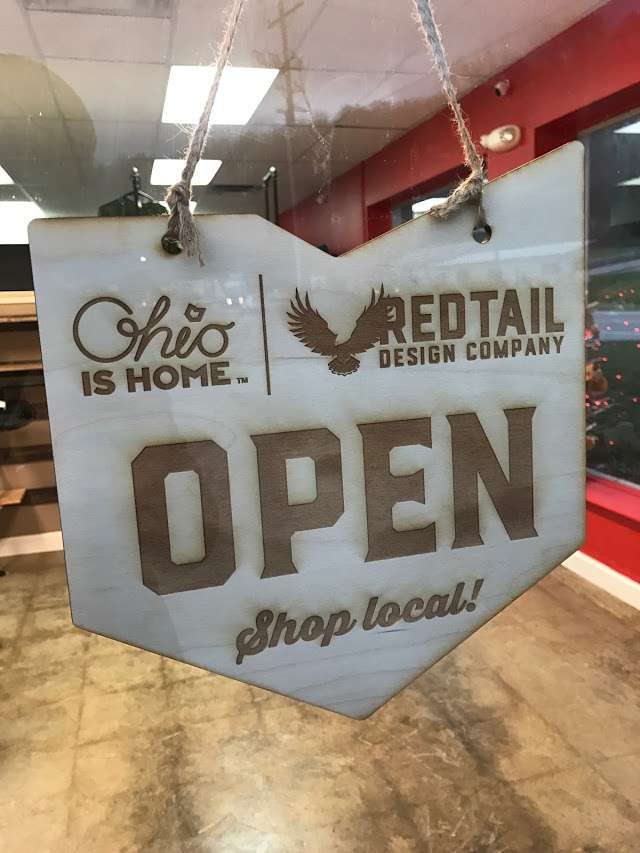 Ohio
IS HOME™
REDTAIL
DESIGN COMPANY
OPEN
Shop local!